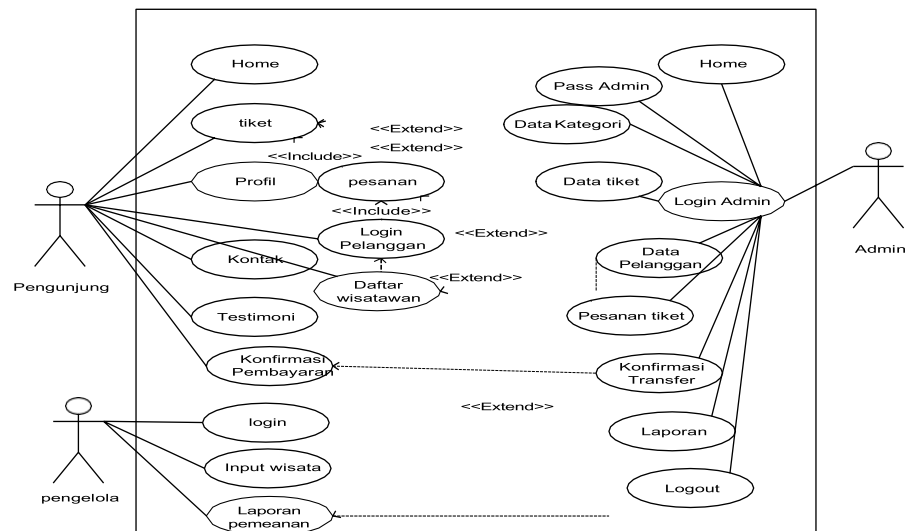 Home
Home
Pass Admin
tiket
<<Extend>>
Data Kategori
<<Extend>>
<<Include>>
Profil
pesanan
Data tiket
Login Admin
<<Include>>
Login
Pelanggan
<<Extend>>
Data
Pelanggan
Admin
Kontak
Daftar
wisatawan
<<Extend>>
Pengunjung
Testimoni
Pesanan tiket
Konfirmasi
Pembayaran
Konfirmasi
Transfer
<<Extend>>
login
Laporan
Input wisata
Logout
pengelola
Laporan
pemeanan